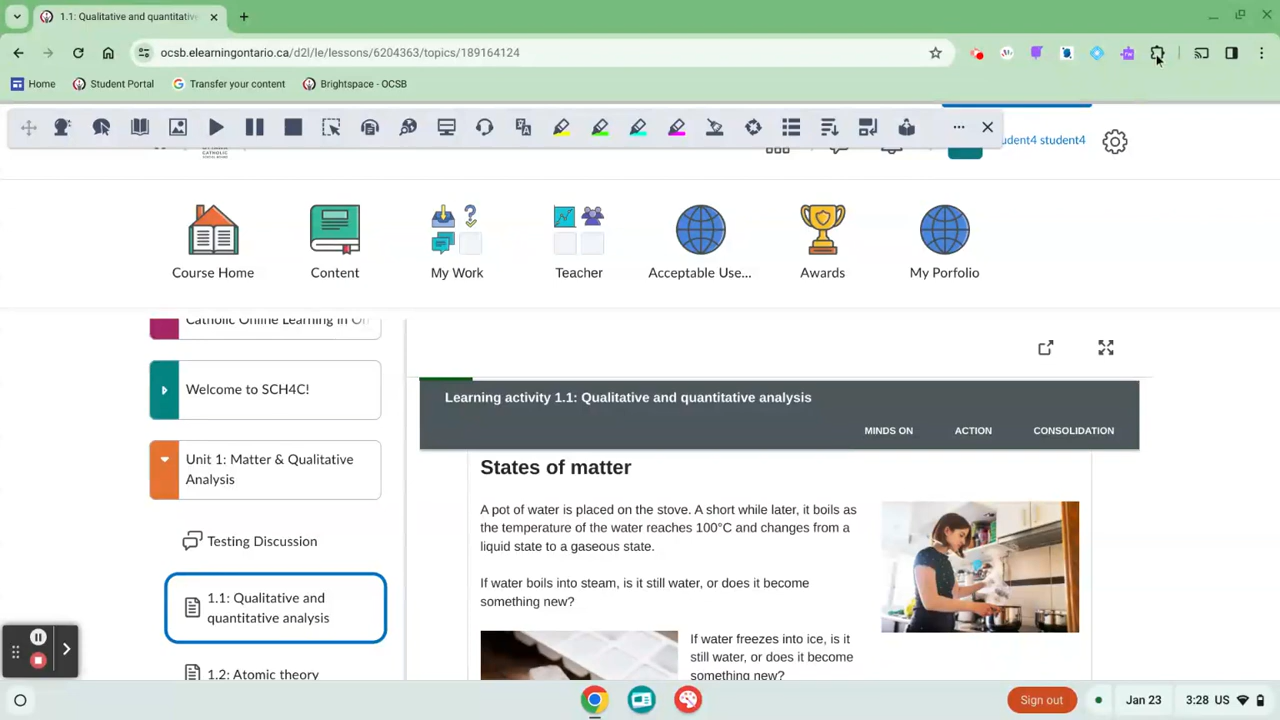 1.1: Qualitative and quantitativ
ocsb.elearningontario.ca/d2l/le/lessons/6204363/topics/189164124
Home
Student Portal
Transfer your content
Brightspace - OCSB
udent4 student4
Course Home
Content
My Work
Teacher
Acceptable Use...
Awards
My Porfolio
Catholic Online Learning in On
Welcome to SCH4C!
Unit 1: Matter & Qualitative
Analysis
Testing Discussion
1.1: Qualitative and
quantitative analysis
1.2: Atomic theory
Learning activity 1.1: Qualitative and quantitative analysis
MINDS ON
ACTION
CONSOLIDATION
States of matter
A pot of water is placed on the stove. A short while later, it boils as
the temperature of the water reaches 100°C and changes from a
liquid state to a gaseous state.
If water boils into steam, is it still water, or does it become
something new?
If water freezes into ice, is it
still water, or does it become
something new?
Sign out
Jan 23
3:28 US